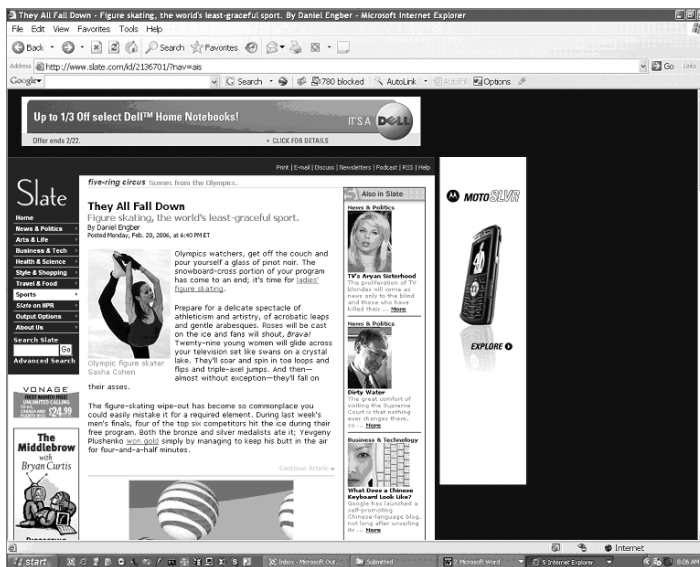 They All Fall Down - Figure skating, the world's least-graceful sport. By Daniel Engber - Microsoft Internet Explorer
File Edit View Favorites Tools Help
Back Search Favorites
Address http://www.slate.com/id/2136701/?nav=ais Go Links
Google Search 780 blocked AutoLink AutoFill Options
Up to 1/3 Off select Dell™ Home Notebooks!
IT'S A DELL
Offer ends 2/22. CLICK FOR DETAILS
Print | E-mail | Discuss | Newsletters | Podcast | RSS | Help
Slate
Home
News & Politics
Arts & Life
Business & Tech
Health & Science
Style & Shopping
Travel & Food
Sports
Slate on NPR
Output Options
About Us
Search Slate
Go
Advanced Search
VONAGE
FIRST MONTH FREE!
UNLIMITED CALLING
$24.99
The
Middlebrow
with
Bryan Curtis
five-ring circus Scenes from the Olympics.
They All Fall Down
Figure skating, the world's least-graceful sport.
By Daniel Engber
Posted Monday, Feb. 20, 2006, at 6:40 PM ET
Olympics watchers, get off the couch and
pour yourself a glass of pinot noir. The
snowboard-cross portion of your program
has come to an end; it's time for ladies'
figure skating.
Prepare for a delicate spectacle of
athleticism and artistry, of acrobatic leaps
and gentle arabesques. Roses will be cast
on the ice and fans will shout, Brava!
Twenty-nine young women will glide across
your television set like swans on a crystal
lake. They'll soar and spin in toe loops and
flips and triple-axel jumps. And then—
almost without exception—they'll fall on
their asses.
Olympic figure skater
Sasha Cohen
The figure-skating wipe-out has become so commonplace you
could easily mistake it for a required element. During last week's
men's finals, four of the top six competitors hit the ice during their
free program. Both the bronze and silver medalists ate it; Yevgeny
Plushenko won gold simply by managing to keep his butt in the air
for four-and-a-half minutes.
Continue Article
Also in Slate
News & Politics
TV's Aryan Sisterhood
The proliferation of TV
blondes will come as
news only to the blind
and those who have
killed their ... More
News & Politics
Dirty Water
The great comfort of
visiting the Supreme
Court is that nothing
ever changes there,
so ... More
Business & Technology
What Does a Chinese
Keyboard Look Like?
Google has launched a
self-promoting
Chinese-language blog,
not long after unveiling
its ... More
MOTOSLVR
EXPLORE
Internet
start Inbox - Microsoft Out... Submitted 2 Microsoft Word 5 Internet Explorer 8:06 AM